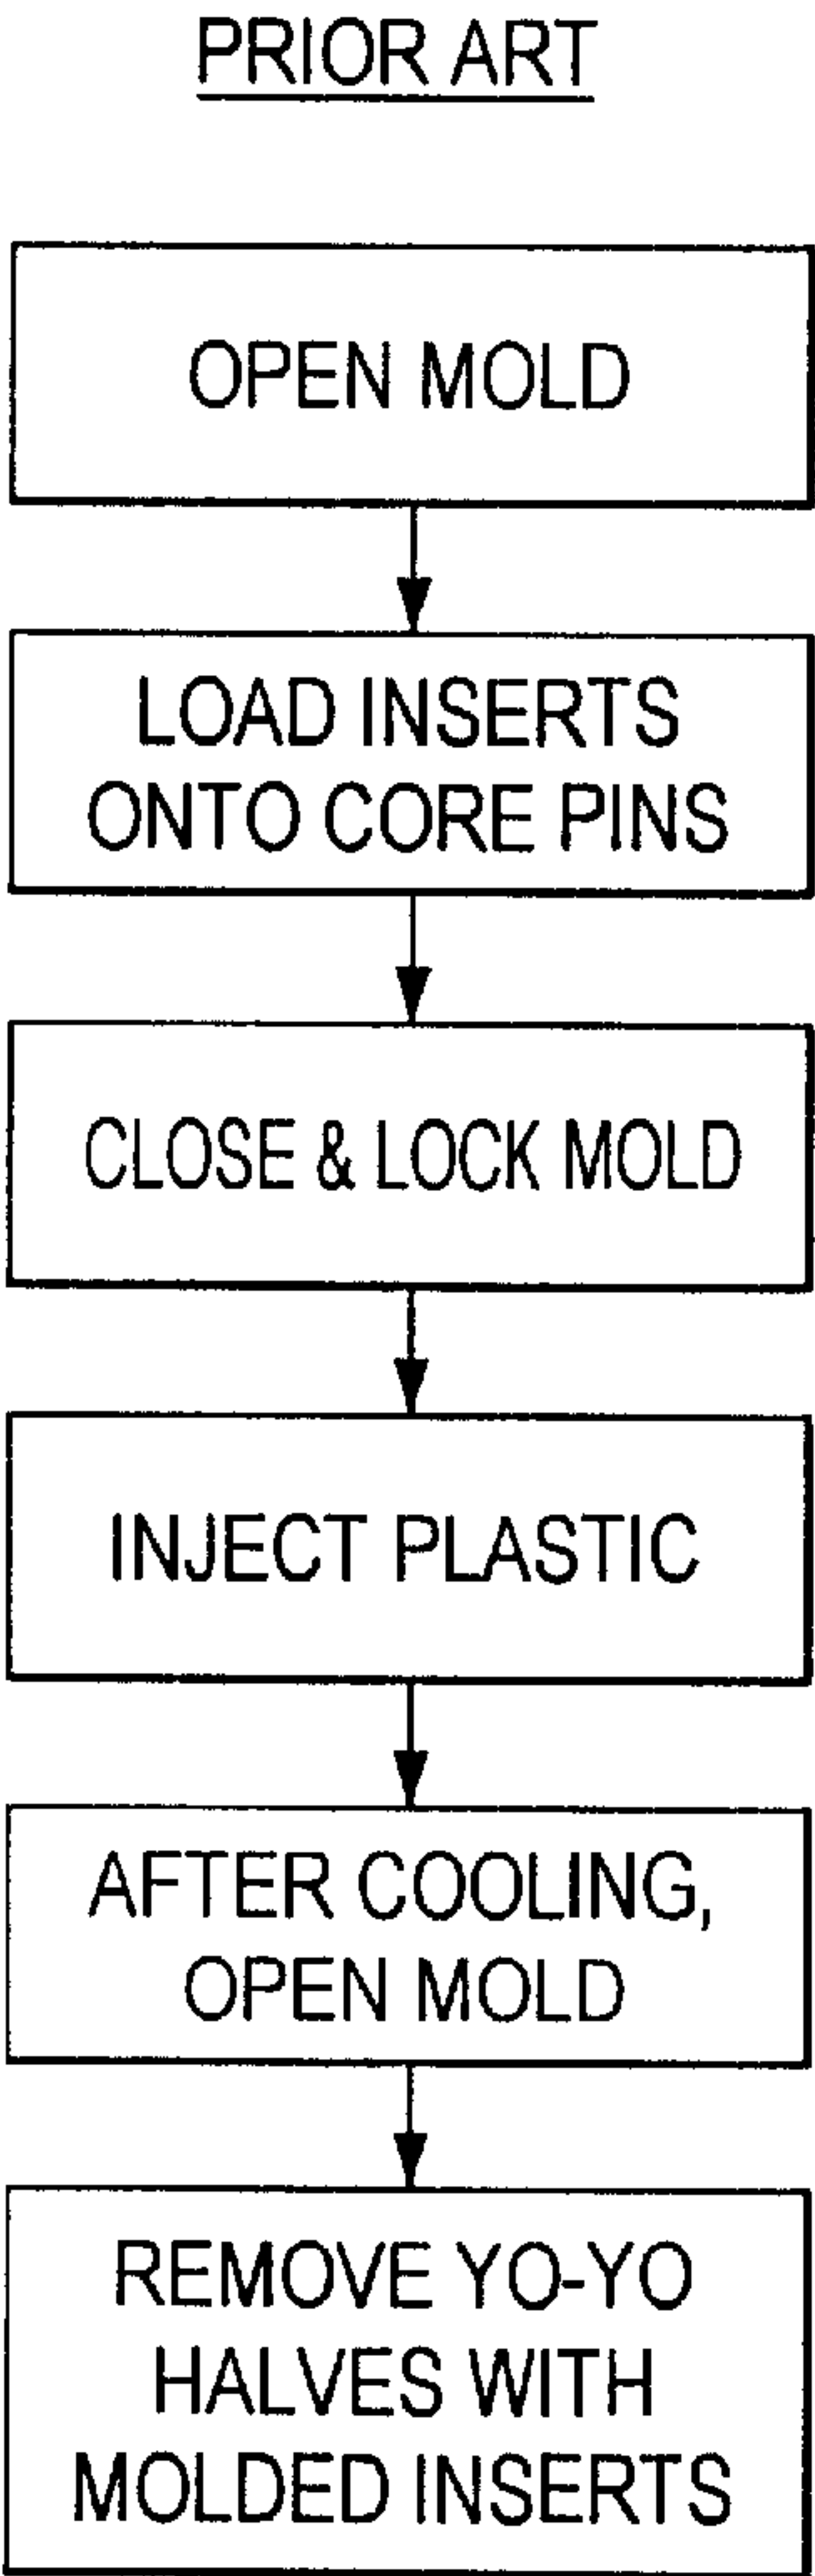 PRIOR ART
OPEN MOLD
LOAD INSERTS
ONTO CORE PINS
CLOSE & LOCK MOLD
INJECT PLASTIC
AFTER COOLING,
OPEN MOLD
REMOVE YO-YO
HALVES WITH
MOLDED INSERTS